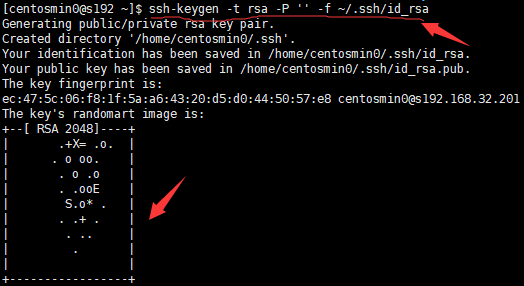 [centosmin0@s192 ~]$ ssh-keygen -t rsa -P '' -f ~/.ssh/id_rsa
Generating public/private rsa key pair.
Created directory '/home/centosmin0/.ssh'.
Your identification has been saved in /home/centosmin0/.ssh/id_rsa.
Your public key has been saved in /home/centosmin0/.ssh/id_rsa.pub.
The key fingerprint is:
ec:47:5c:06:f8:1f:5a:a6:43:20:d5:d0:44:50:57:e8 centosmin0@s192.168.32.201
The key's randomart image is:
+--[ RSA 2048]----+
|       .+X= .o.  |
|      . o oo.    |
|       . o .o    |
|      . .ooE     |
|       S.o* .    |
|      . .+ .     |
|       . ..      |
|        .        |
|                 |
+-----------------+